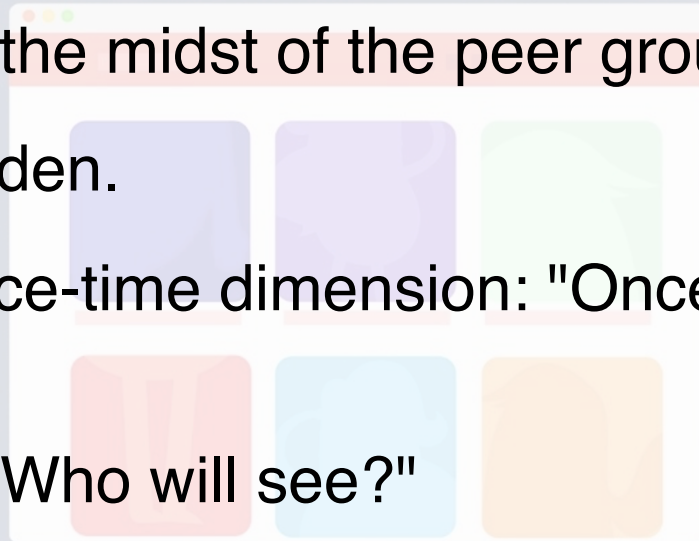 the midst of the peer grou
den.
ce-time dimension: "Once
Who will see?"